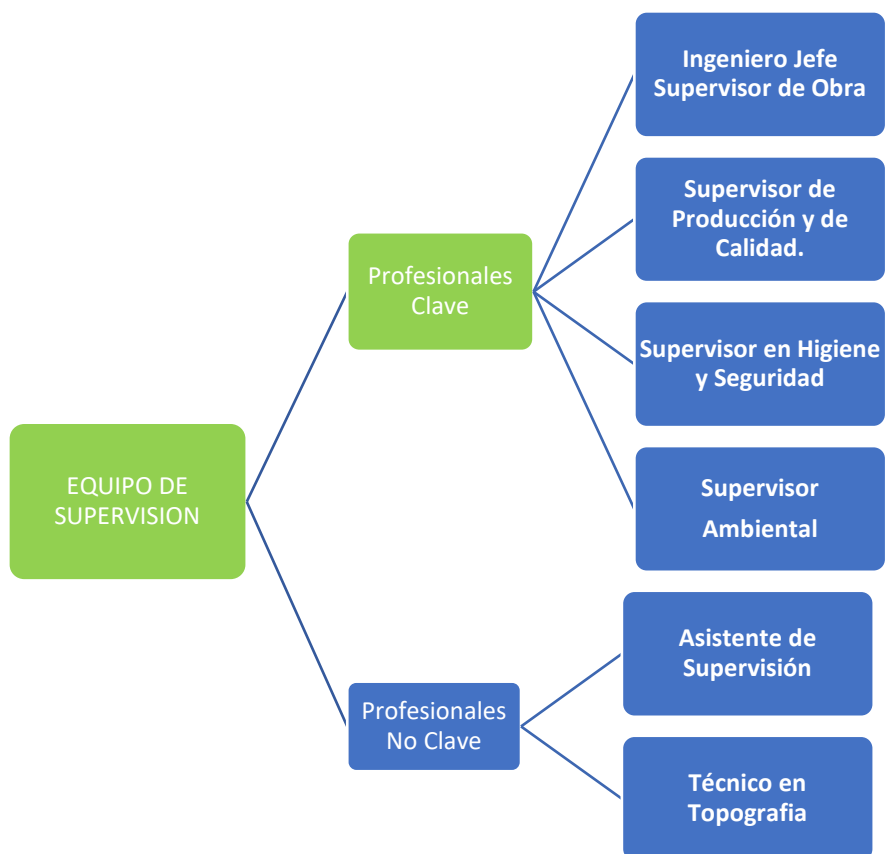 Ingeniero Jefe
Supervisor de Obra
Supervisor de
Producción y de
Calidad.
Profesionales
Clave
Supervisor en Higiene
y Seguridad
EQUIPO DE
SUPERVISION
Supervisor
Ambiental
Asistente de
Supervisión
Profesionales
No Clave
Técnico en
Topografia